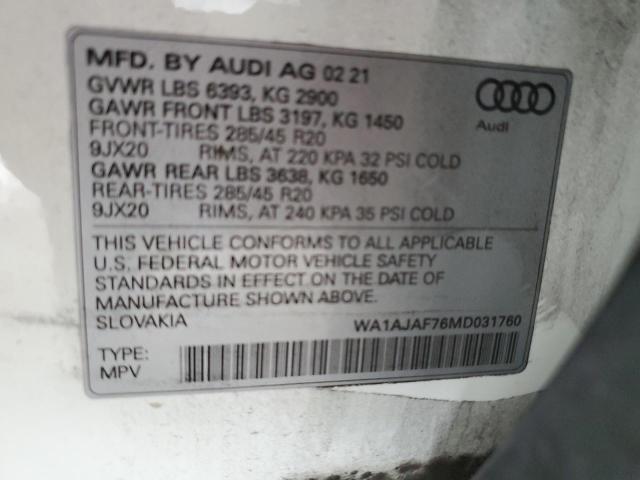 MFD. BY AUDI AG 02 21
GVWR LBS 6393, KG 2900
GAWR FRONT LBS 3197, KG 1450
FRONT-TIRES 285/45 R20
9JX20 RIMS, AT 220 KPA 32 PSI COLD
GAWR REAR LBS 3638, KG 1650
REAR-TIRES 285/45 R20
9JX20 RIMS, AT 240 KPA 35 PSI COLD
Audi
THIS VEHICLE CONFORMS TO ALL APPLICABLE
U.S. FEDERAL MOTOR VEHICLE SAFETY
STANDARDS IN EFFECT ON THE DATE OF
MANUFACTURE SHOWN ABOVE.
SLOVAKIA WA1AJAF76MD031760
TYPE:
MPV